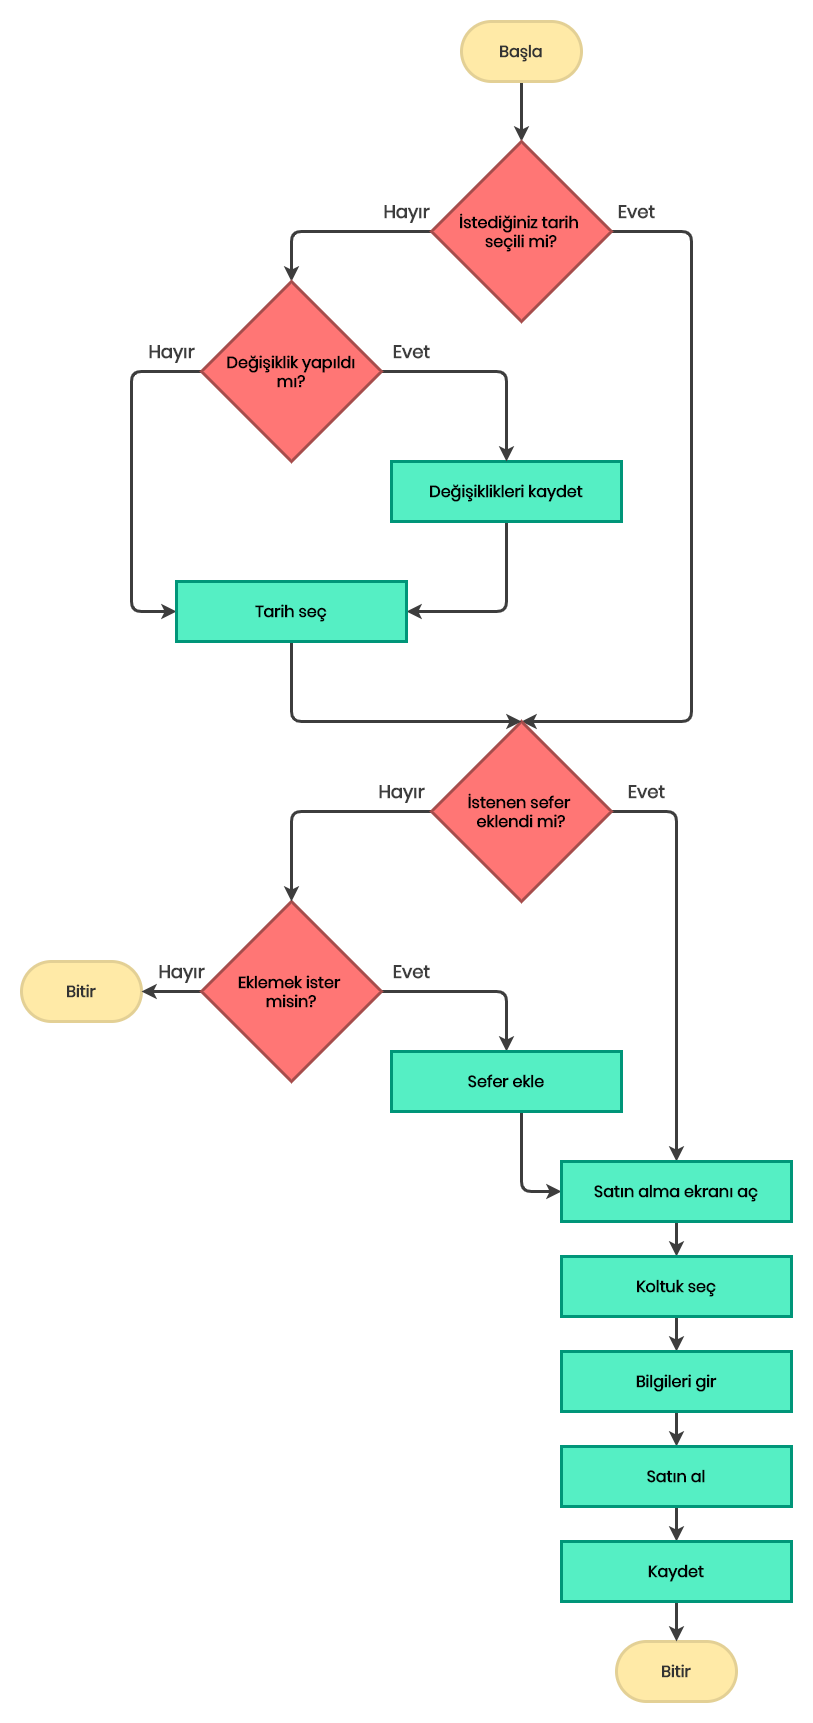 Başla
Hayır
Evet
İstediğiniz tarih
seçili mi?
Hayır
Evet
Değişiklik yapıldı
mı?
Değişiklikleri kaydet
Tarih seç
Hayır
Evet
İstenen sefer
eklendi mi?
Hayır
Evet
Bitir
Eklemek ister
misin?
Sefer ekle
Satın alma ekranı aç
Koltuk seç
Bilgileri gir
Satın al
Kaydet
Bitir